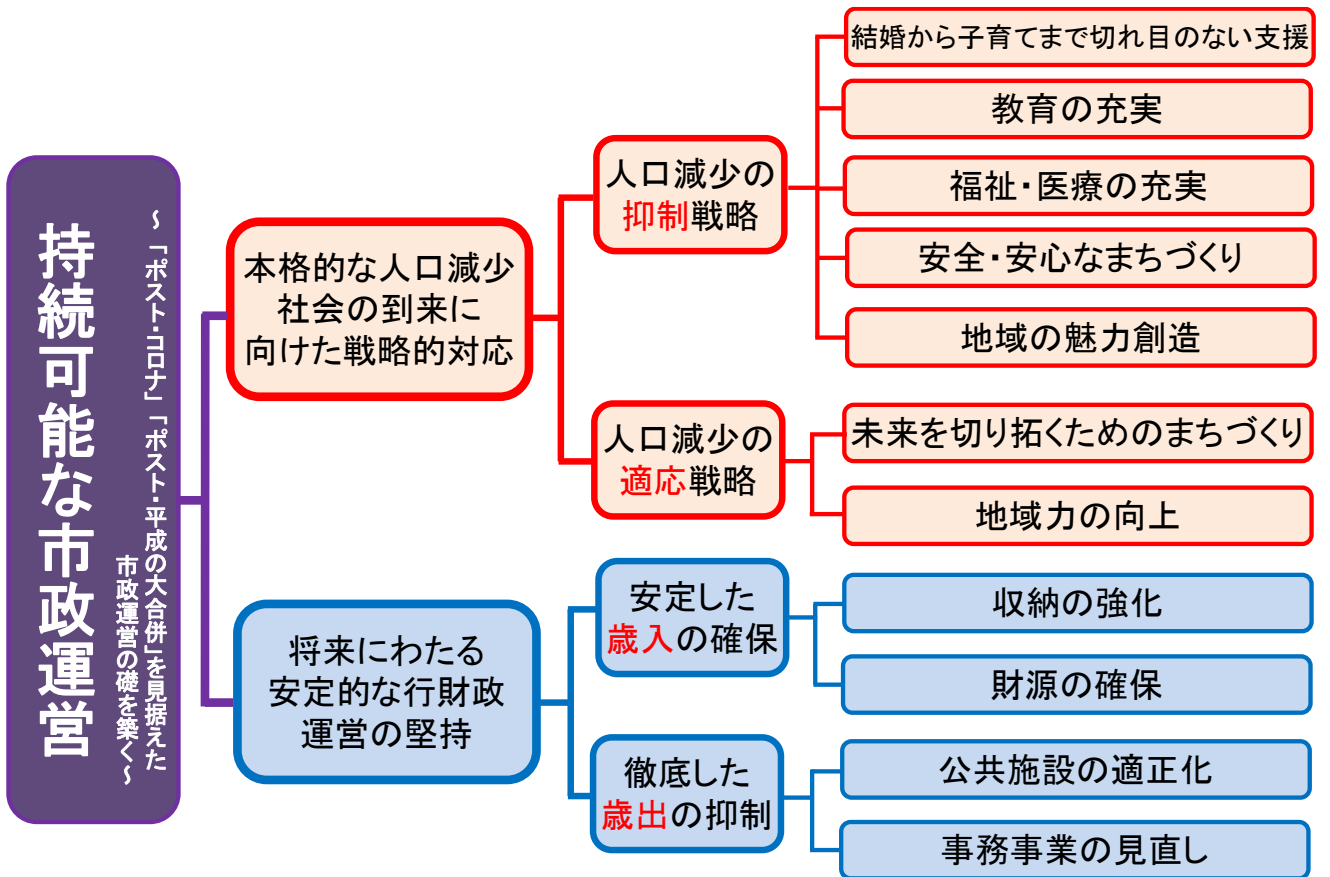 持続可能な市政運営
～「ポスト・コロナ」「ポスト・平成の大合併」を見据えた
市政運営の礎を築く～
本格的な人口減少
社会の到来に
向けた戦略的対応
人口減少の
抑制戦略
結婚から子育てまで切れ目のない支援
教育の充実
福祉・医療の充実
安全・安心なまちづくり
地域の魅力創造
人口減少の
適応戦略
未来を切り拓くためのまちづくり
地域力の向上
将来にわたる
安定的な行財政
運営の堅持
安定した
歳入の確保
収納の強化
財源の確保
徹底した
歳出の抑制
公共施設の適正化
事務事業の見直し